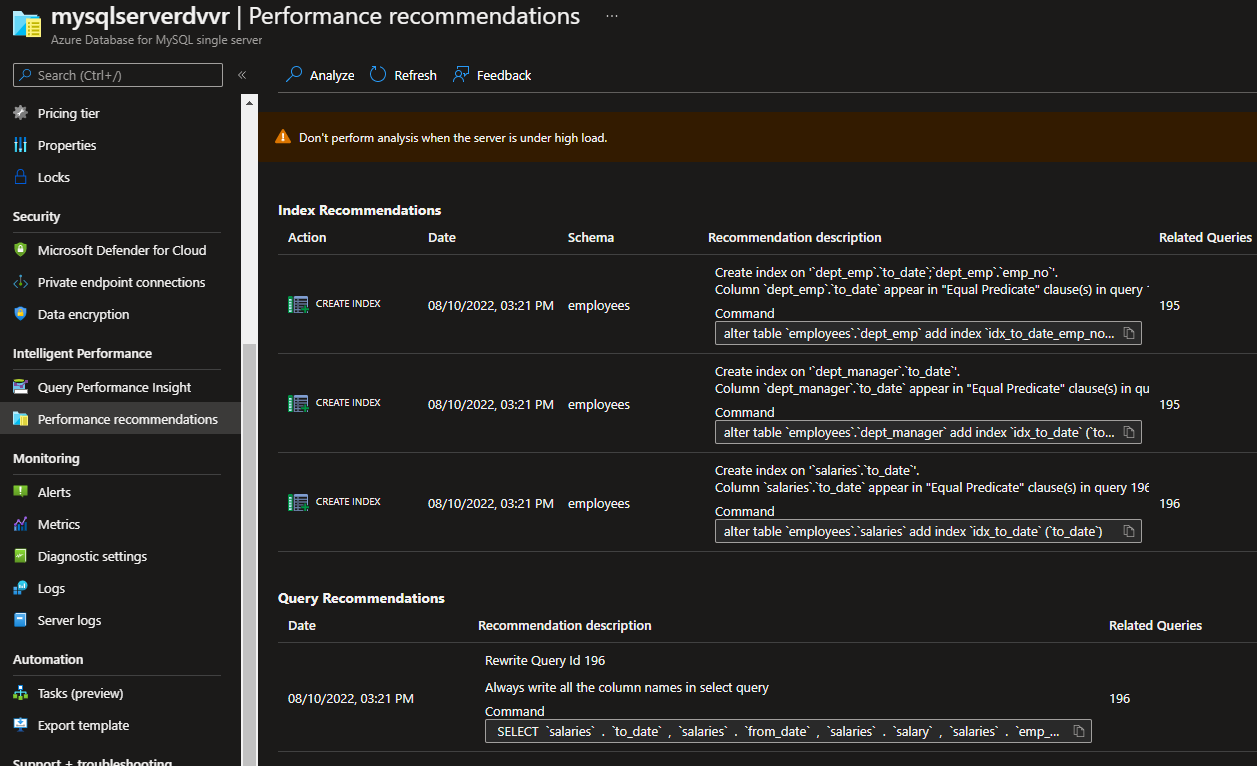 mysqlserverdvvr | Performance recommendations ...
Azure Database for MySQL single server
Search (Ctrl+/)
«
Pricing tier
Properties
Locks
Security
Microsoft Defender for Cloud
Private endpoint connections
Data encryption
Intelligent Performance
Query Performance Insight
Performance recommendations
Monitoring
Alerts
Metrics
Diagnostic settings
Logs
Server logs
Automation
Tasks (preview)
Export template
Support + troubleshooting
Analyze Refresh Feedback
Don't perform analysis when the server is under high load.
Index Recommendations
Action Date Schema Recommendation description Related Queries
Create index on '`dept_emp`.`to_date`;`dept_emp`.`emp_no`'.
Column `dept_emp`.`to_date` appear in "Equal Predicate" clause(s) in query
CREATE INDEX 08/10/2022, 03:21 PM employees 195
Command
alter table `employees`.`dept_emp` add index `idx_to_date_emp_no...
Create index on '`dept_manager`.`to_date`'.
Column `dept_manager`.`to_date` appear in "Equal Predicate" clause(s) in qu
CREATE INDEX 08/10/2022, 03:21 PM employees 195
Command
alter table `employees`.`dept_manager` add index `idx_to_date` (`to...
Create index on '`salaries`.`to_date`'.
Column `salaries`.`to_date` appear in "Equal Predicate" clause(s) in query 196
CREATE INDEX 08/10/2022, 03:21 PM employees 196
Command
alter table `employees`.`salaries` add index `idx_to_date` (`to_date`)
Query Recommendations
Date Recommendation description Related Queries
Rewrite Query Id 196
Always write all the column names in select query
08/10/2022, 03:21 PM 196
Command
SELECT `salaries` . `to_date` , `salaries` . `from_date` , `salaries` . `salary` , `salaries` . `emp_...